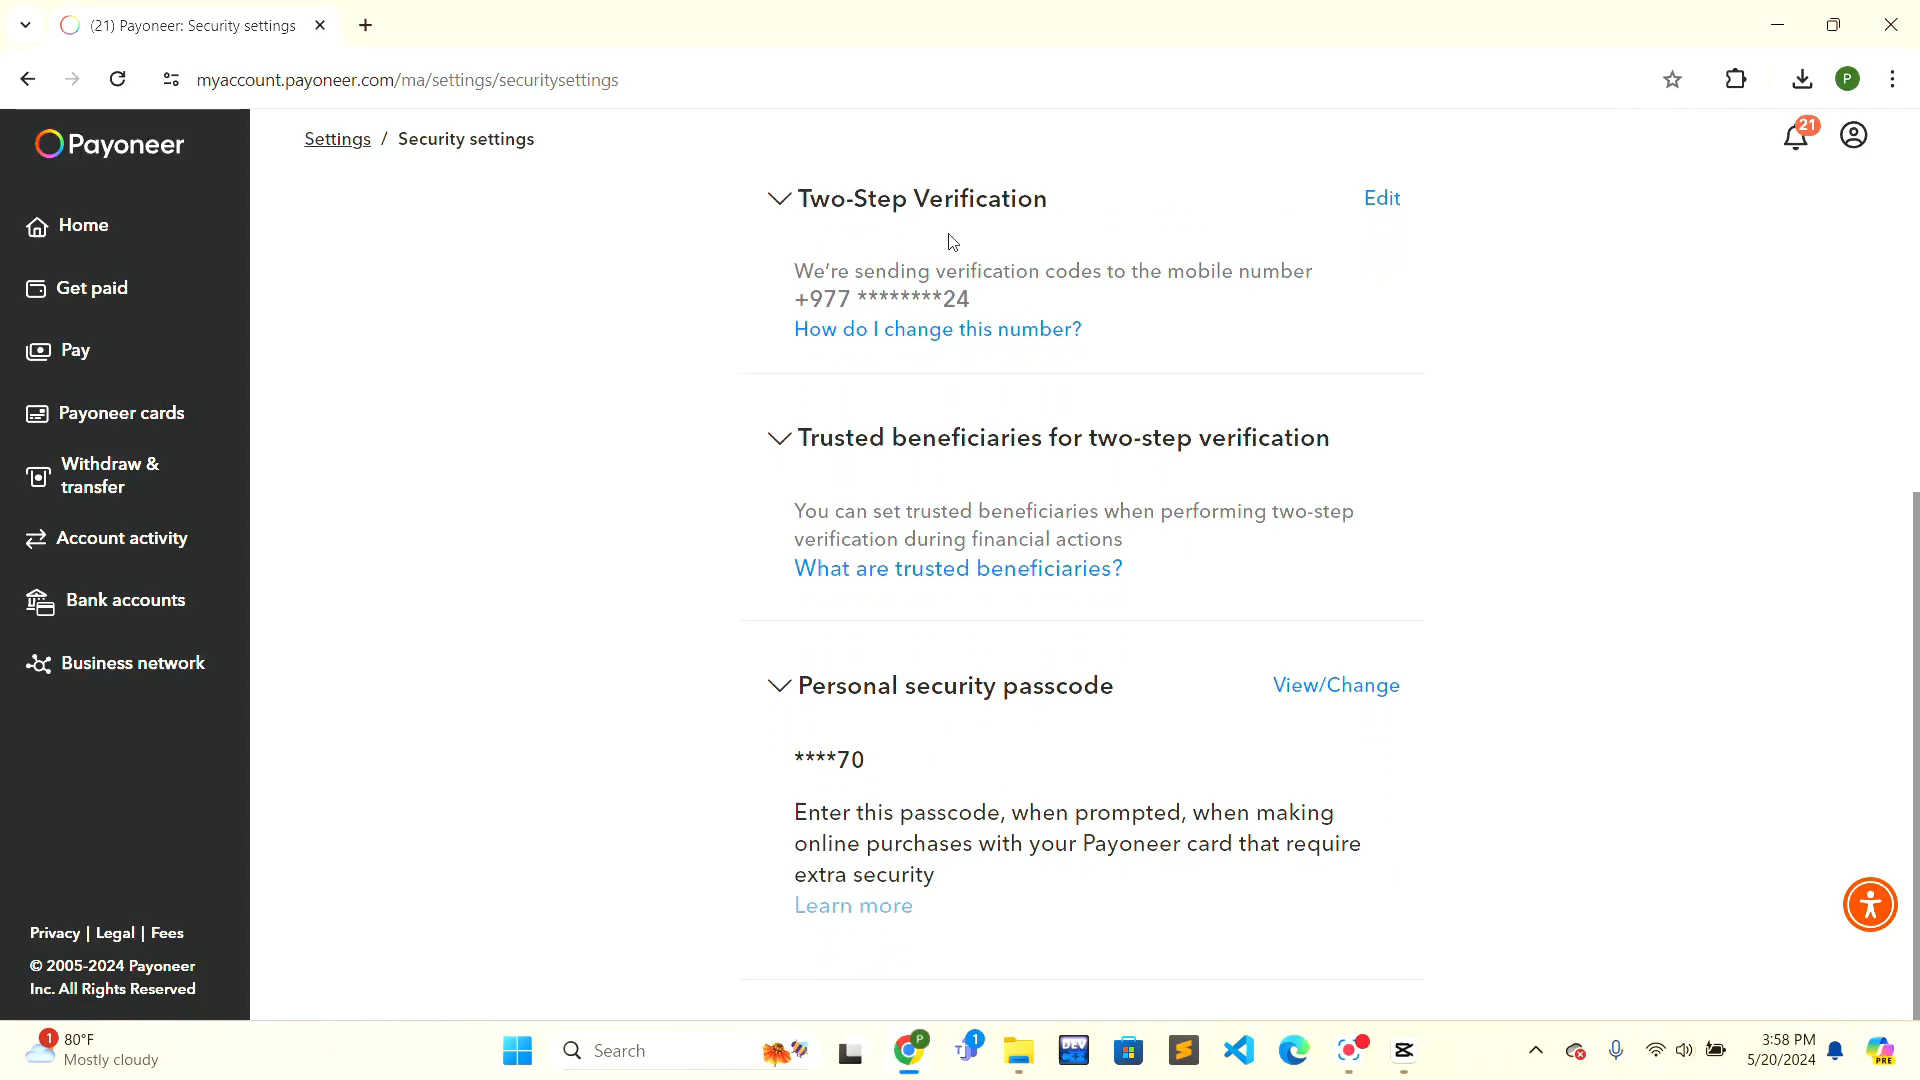 (21) Payoneer: Security settings
myaccount.payoneer.com/ma/settings/securitysettings
P
Payoneer
Settings / Security settings
21
Home
Get paid
Pay
Payoneer cards
Withdraw &
transfer
Account activity
Bank accounts
Business network
Privacy | Legal | Fees
© 2005-2024 Payoneer
Inc. All Rights Reserved
Two-Step Verification
Edit
We're sending verification codes to the mobile number
+977 ********24
How do I change this number?
Trusted beneficiaries for two-step verification
You can set trusted beneficiaries when performing two-step
verification during financial actions
What are trusted beneficiaries?
Personal security passcode
View/Change
****70
Enter this passcode, when prompted, when making
online purchases with your Payoneer card that require
extra security
Learn more
1
80°F
Mostly cloudy
Search
P
1
DEV
3:58 PM
5/20/2024
PRE